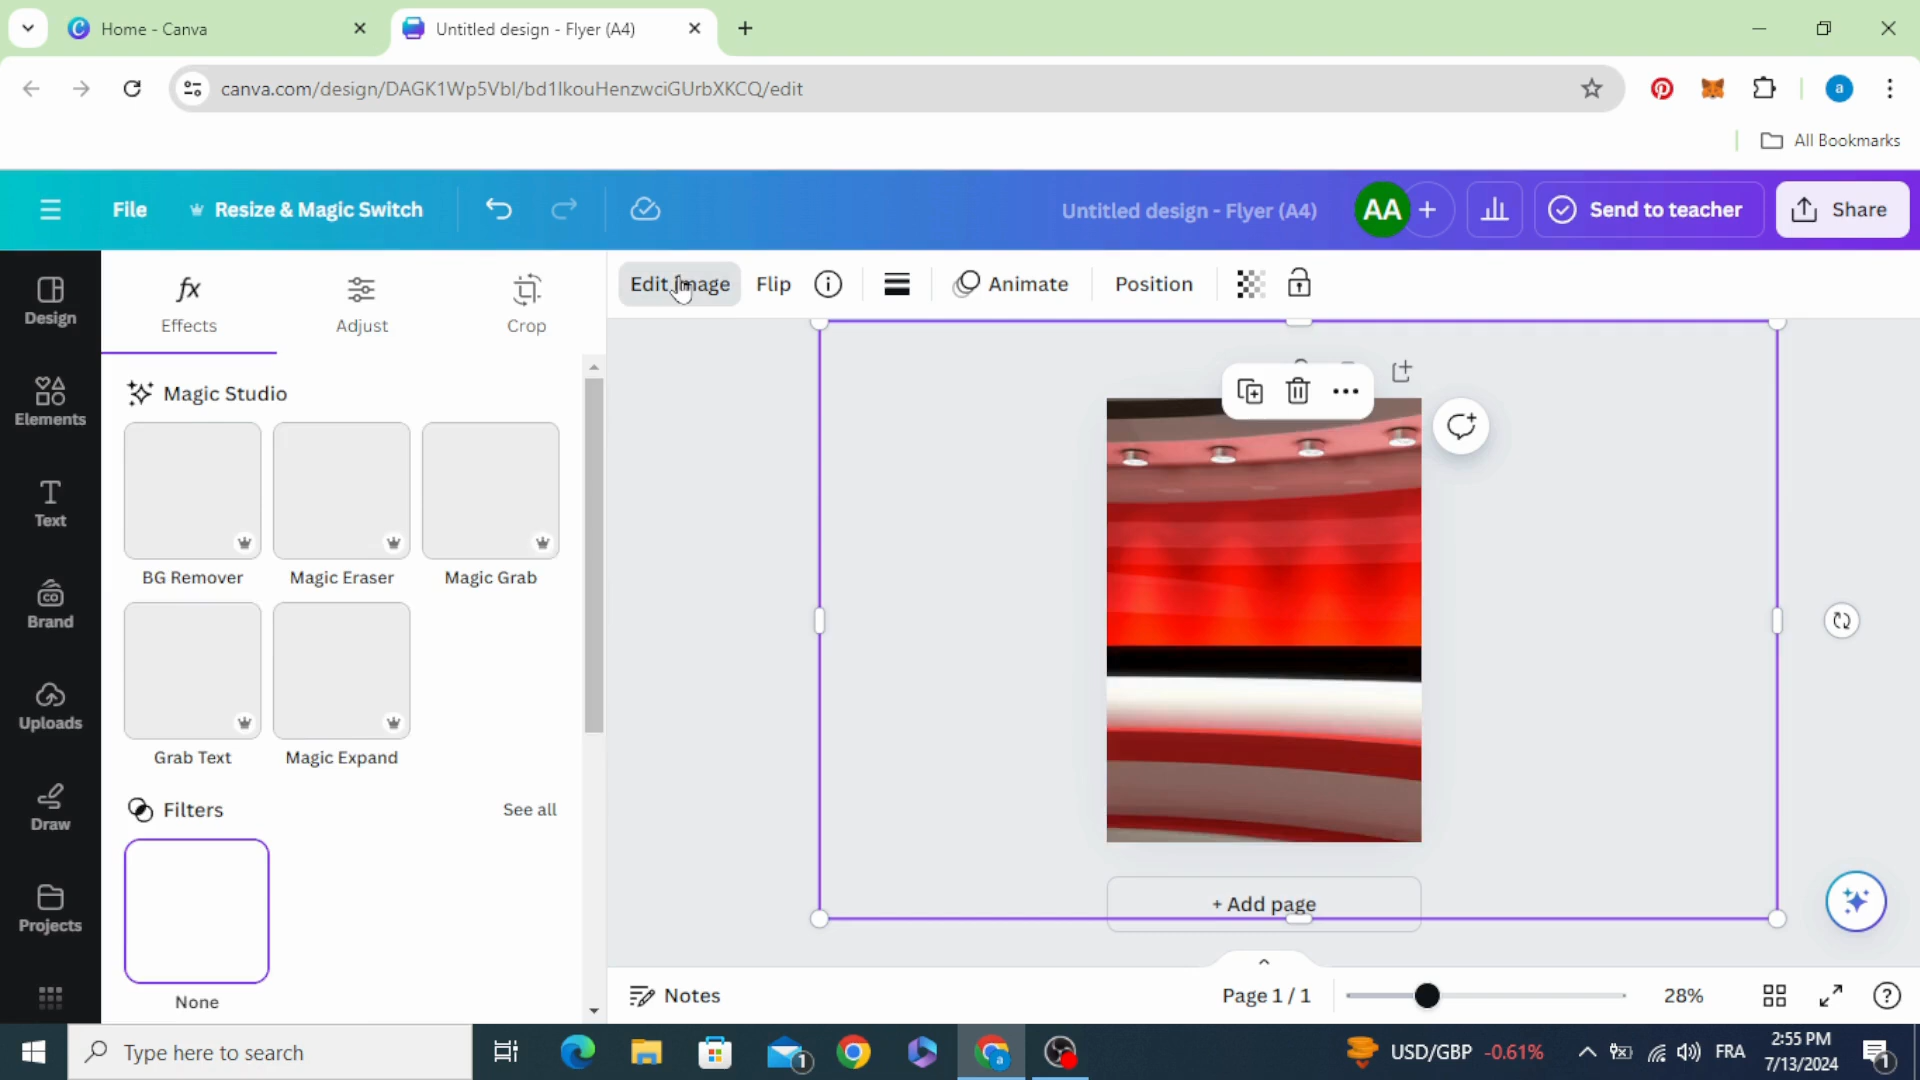 Home - Canva
Untitled design - Flyer (A4)
canva.com/design/DAGK1Wp5VbI/bd1lkouHenzwciGUrbXKCQ/edit
a
All Bookmarks
File
Resize & Magic Switch
Untitled design - Flyer (A4)
AA
Send to teacher
Share
Design
Elements
Text
Brand
Uploads
Draw
Projects
Effects
Adjust
Crop
Edit image
Flip
Animate
Position
Magic Studio
BG Remover
Magic Eraser
Magic Grab
Grab Text
Magic Expand
Filters
See all
None
+ Add page
Notes
Page 1 / 1
28%
Type here to search
1
USD/GBP
-0.61%
FRA
2:55 PM
7/13/2024
1